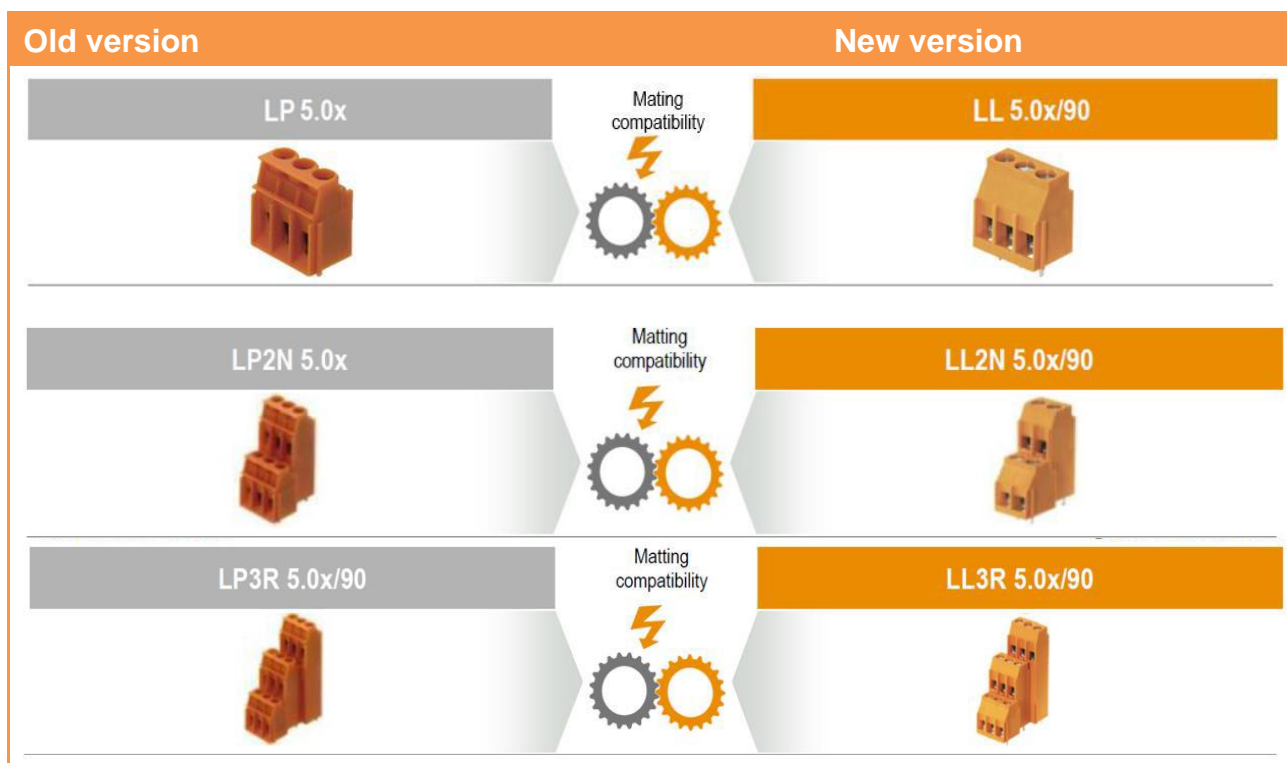 Old version
New version
LP 5.0x
Mating
compatibility
LL 5.0x/90
LP2N 5.0x
Matting
compatibility
LL2N 5.0x/90
LP3R 5.0x/90
Matting
compatibility
LL3R 5.0x/90